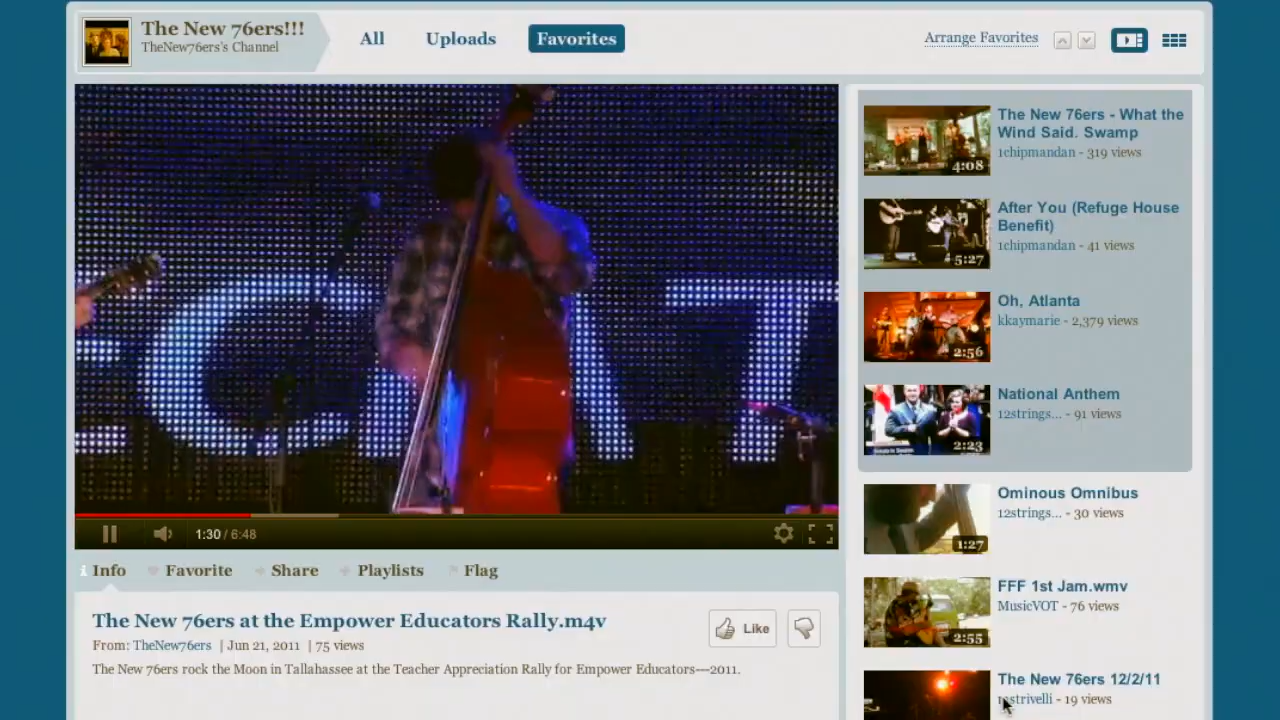 The New 76ers!!!
TheNew76ers's Channel
All
Uploads
Favorites
Arrange Favorites
1:30 / 6:48
Info
Favorite
Share
Playlists
Flag
The New 76ers at the Empower Educators Rally.m4v
Like
From: TheNew76ers | Jun 21, 2011 | 75 views
The New 76ers rock the Moon in Tallahassee at the Teacher Appreciation Rally for Empower Educators---2011.
The New 76ers - What the
Wind Said. Swamp
1chipmandan - 319 views
4:08
After You (Refuge House
Benefit)
1chipmandan - 41 views
5:27
Oh, Atlanta
kkaymarie - 2,379 views
2:56
National Anthem
12strings... - 91 views
2:23
Ominous Omnibus
12strings... - 30 views
1:27
FFF 1st Jam.wmv
MusicVOT - 76 views
2:55
The New 76ers 12/2/11
- 19 views